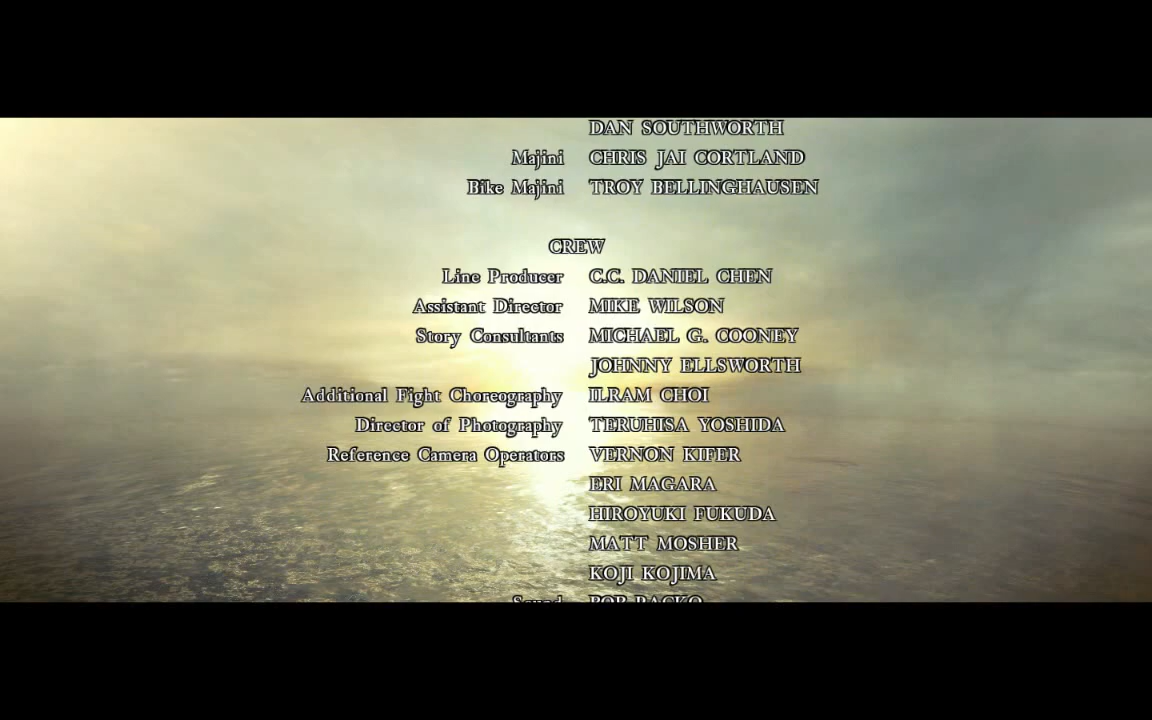 DAN SOUTHWORTH
Majini CHRIS JAI CORTLAND
Bike Majini TROY BELLINGHAUSEN
CREW
Line Producer C.C. DANIEL CHEN
Assistant Director MIKE WILSON
Story Consultants MICHAEL G. COONEY
JOHNNY ELLSWORTH
Additional Fight Choreography ILRAM CHOI
Director of Photography TERUHISA YOSHIDA
Reference Camera Operators VERNON KIFER
ERI MAGARA
HIROYUKI FUKUDA
MATT MOSHER
KOJI KOJIMA